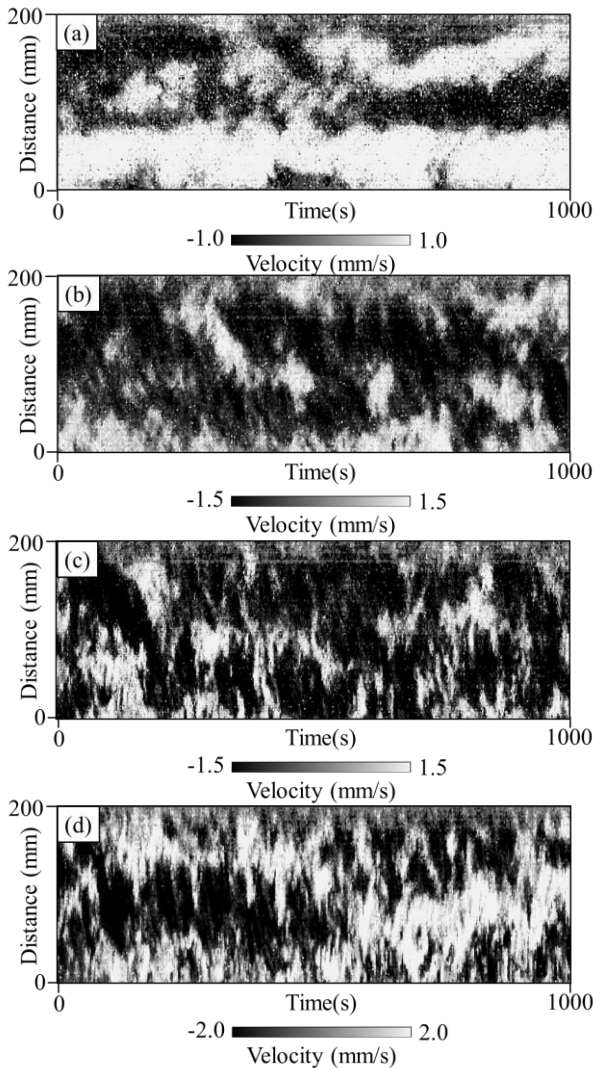 200
(a)
Distance (mm)
0
0
Time(s)
1000
-1.0
1.0
Velocity (mm/s)
200
(b)
Distance (mm)
0
0
Time(s)
1000
-1.5
1.5
Velocity (mm/s)
200
(c)
Distance (mm)
0
0
Time(s)
1000
-1.5
1.5
Velocity (mm/s)
200
(d)
Distance (mm)
0
0
Time(s)
1000
-2.0
2.0
Velocity (mm/s)